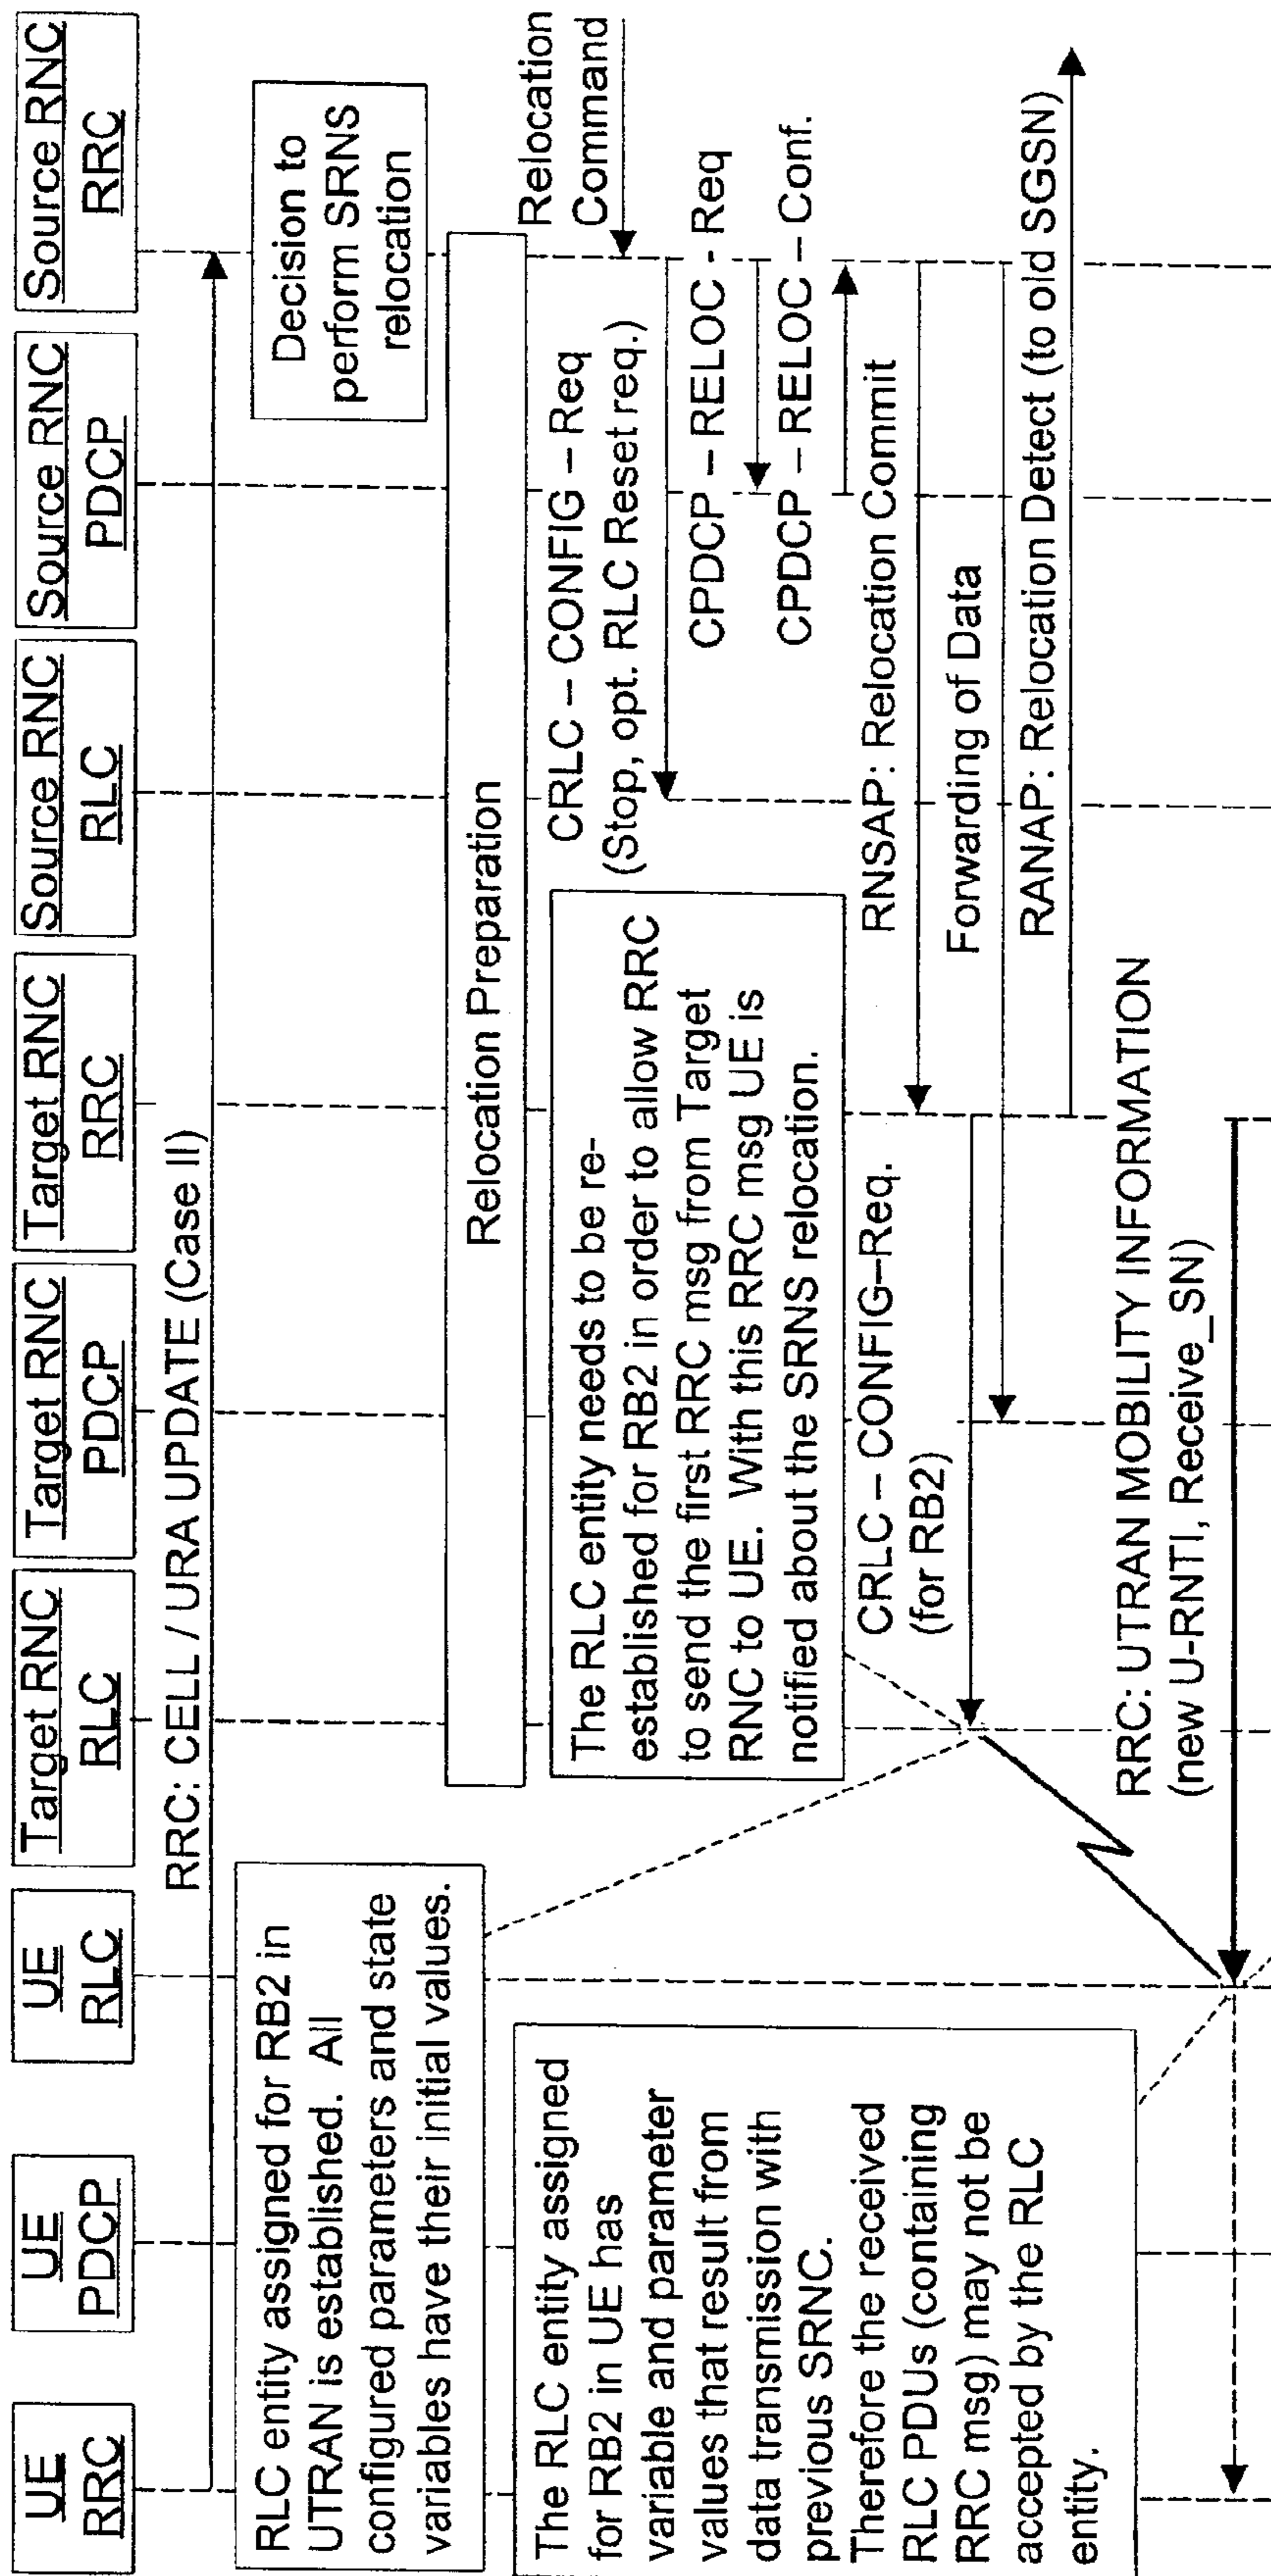 UE
RRC
UE
PDCP
UE
RLC
Target RNC
RLC
Target RNC
PDCP
Target RNC
RRC
Source RNC
RLC
Source RNC
PDCP
Source RNC
RRC
RRC: CELL / URA UPDATE (Case II)
RLC entity assigned for RB2 in
UTRAN is established. All
configured parameters and state
variables have their initial values.
Decision to
perform SRNS
relocation
Relocation Preparation
Relocation
Command
The RLC entity assigned
for RB2 in UE has
variable and parameter
values that result from
data transmission with
previous SRNC.
Therefore the received
RLC PDUs (containing
RRC msg) may not be
accepted by the RLC
entity.
The RLC entity needs to be re-
established for RB2 in order to allow RRC
to send the first RRC msg from Target
RNC to UE. With this RRC msg UE is
notified about the SRNS relocation.
CRLC – CONFIG – Req
(Stop, opt. RLC Reset req.)
CPDCP – RELOC - Req
CPDCP – RELOC – Conf.
RNSAP: Relocation Commit
CRLC – CONFIG–Req.
(for RB2)
Forwarding of Data
RANAP: Relocation Detect (to old SGSN)
RRC: UTRAN MOBILITY INFORMATION
(new U-RNTI, Receive_SN)